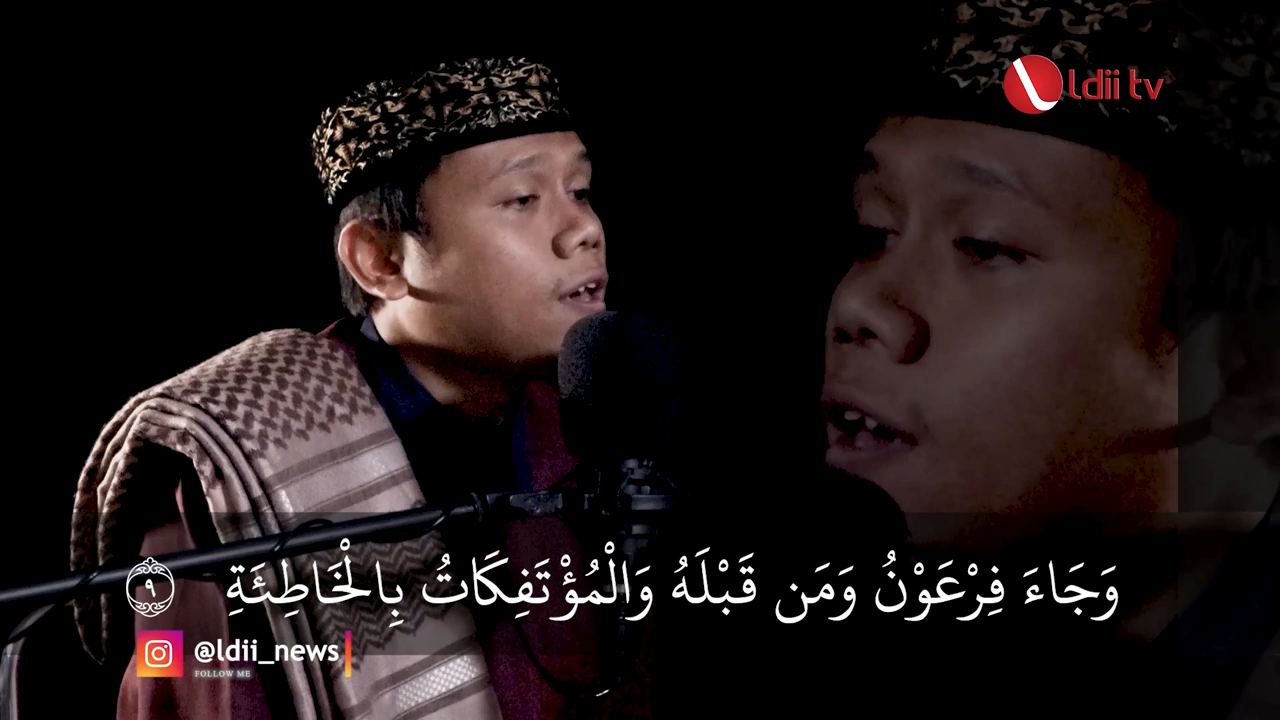 ldii tv
وَجَاءَ فِرْعَوْنُ وَمَن قَبْلَهُ وَالْمُؤْتَفِكَاتُ بِالْخَاطِئَةِ ٩
@ldii_news
FOLLOW ME